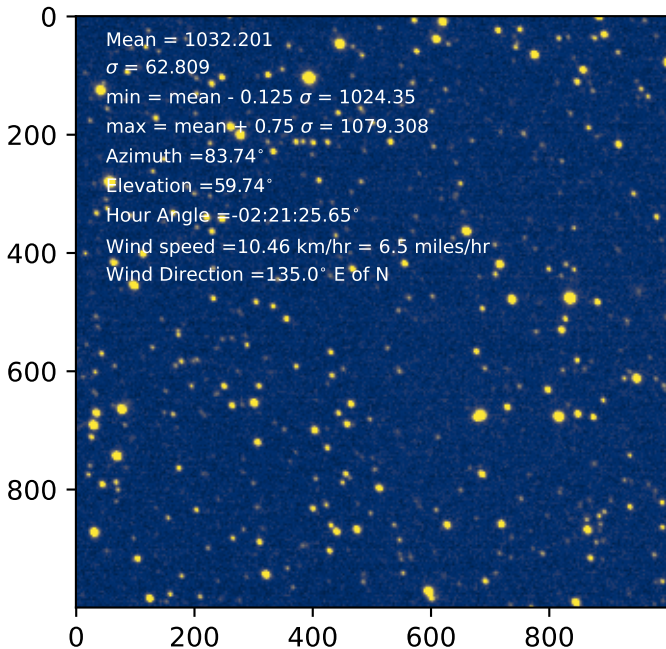 Mean = 1032.201
σ = 62.809
min = mean - 0.125 σ = 1024.35
max = mean + 0.75 σ = 1079.308
Azimuth =83.74°
Elevation =59.74°
Hour Angle =-02:21:25.65°
Wind speed =10.46 km/hr = 6.5 miles/hr
Wind Direction =135.0° E of N
0
200
400
600
800
0 200 400 600 800